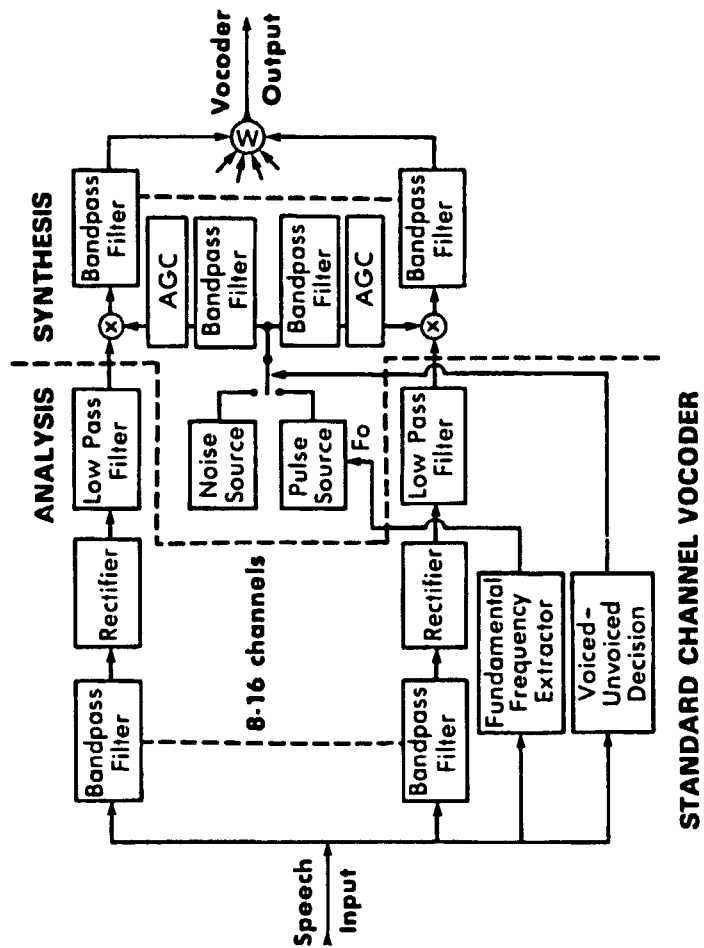 ANALYSIS
SYNTHESIS
Bandpass
Filter
Rectifier
Low Pass
Filter
X
Bandpass
Filter
AGC
Bandpass
Filter
Noise
Source
Pulse
Source
Fo
Bandpass
Filter
AGC
8-16 channels
Speech
Input
W
Vocoder
Output
Bandpass
Filter
Rectifier
Low Pass
Filter
X
Bandpass
Filter
Fundamental
Frequency
Extractor
Voiced-
Unvoiced
Decision
STANDARD CHANNEL VOCODER